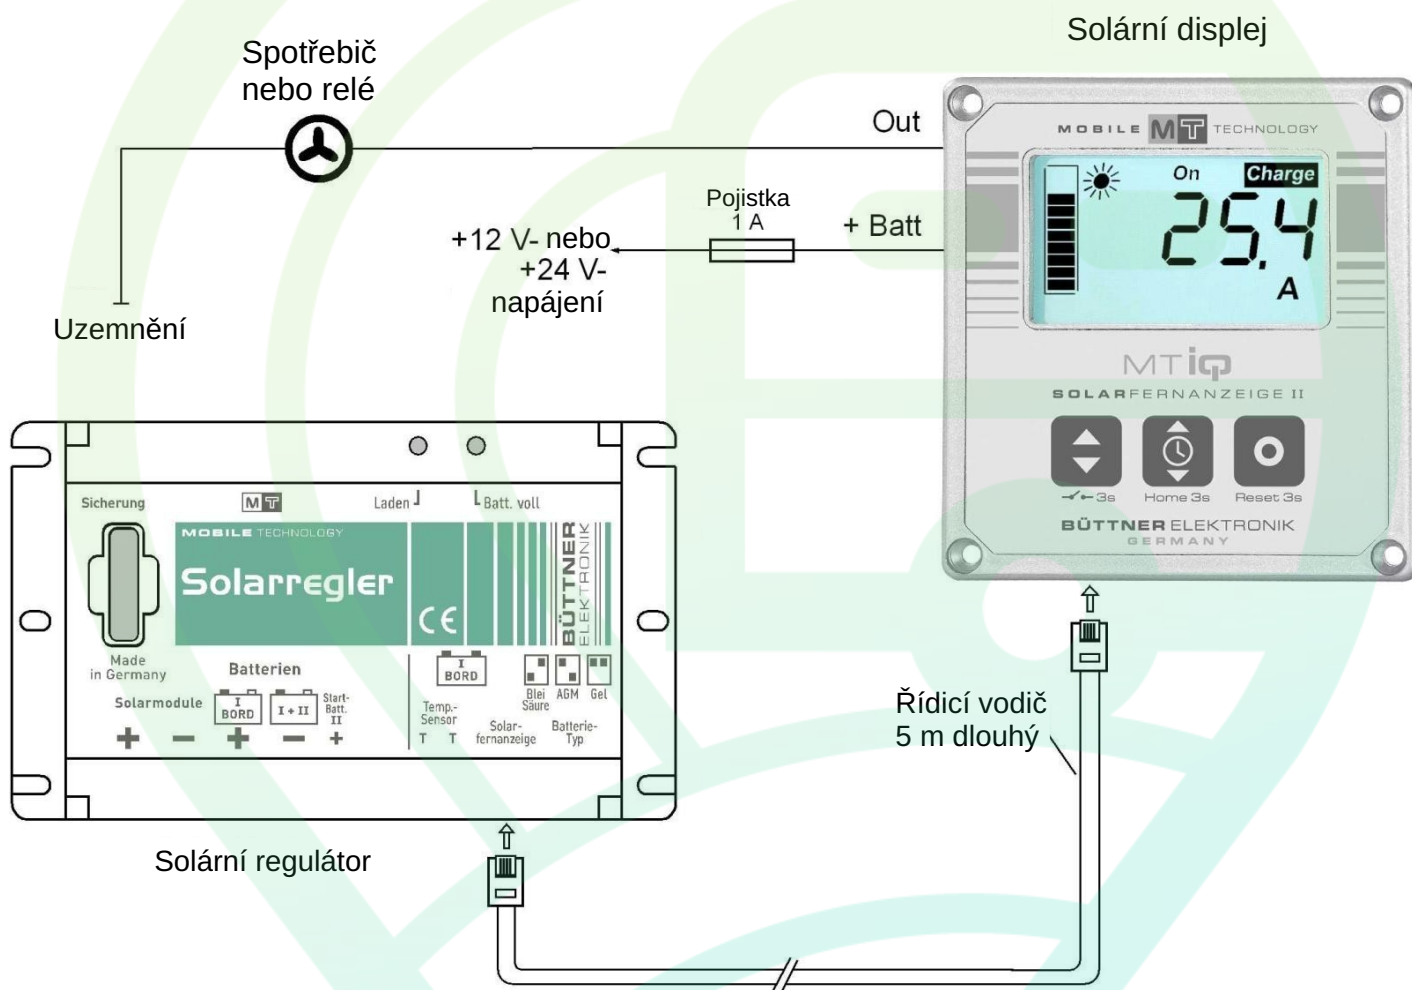 Solární displej
Spotřebič
nebo relé
Out
MOBILE MT TECHNOLOGY
On Charge
25.4
A
Pojistka
1 A
+ Batt
+12 V- nebo
+24 V-
napájení
Uzemnění
MT iQ
SOLARFERNANZEIGE II
3s Home 3s Reset 3s
BÜTTNER ELEKTRONIK
GERMANY
Sicherung
MT
Laden
Batt. voll
MOBILE TECHNOLOGY
Solarregler
CE
BÜTTNER
ELEKTRONIK
Made
in Germany
Batterien
I
BORD
Blei
Säure
AGM
Gel
Solarmodule
I
BORD
I + II
Start-
Batt.
II
Temp.-
Sensor
T T
Solar-
fernanzeige
Batterie-
Typ
+ − + − +
Řídicí vodič
5 m dlouhý
Solární regulátor